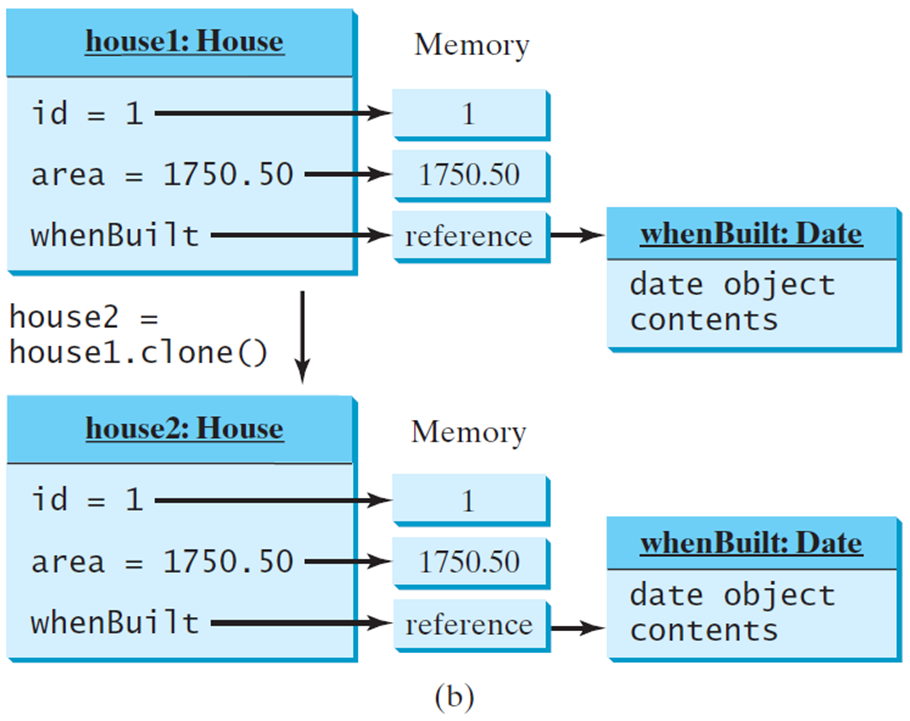 house1: House
Memory
id = 1
1
area = 1750.50
1750.50
whenBuilt
reference
whenBuilt: Date
date object
contents
house2 =
house1.clone()
house2: House
Memory
id = 1
1
area = 1750.50
1750.50
whenBuilt
reference
whenBuilt: Date
date object
contents
(b)